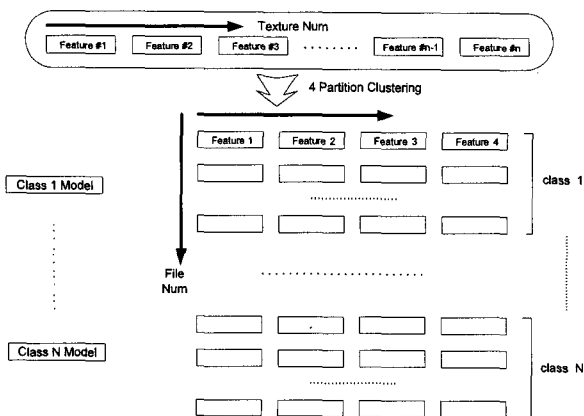 Texture Num
Feature #1 Feature #2 Feature #3 ......... Feature #n-1 Feature #n
4 Partition Clustering
Feature 1 Feature 2 Feature 3 Feature 4
Class 1 Model
class 1
File
Num
Class N Model
class N